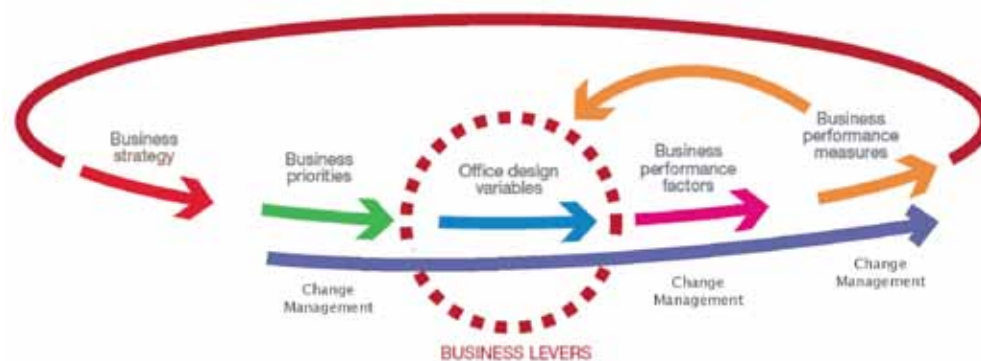 Business
strategy
Business
priorities
Office design
variables
Business
performance
factors
Business
performance
measures
Change
Management
Change
Management
Change
Management
BUSINESS LEVERS